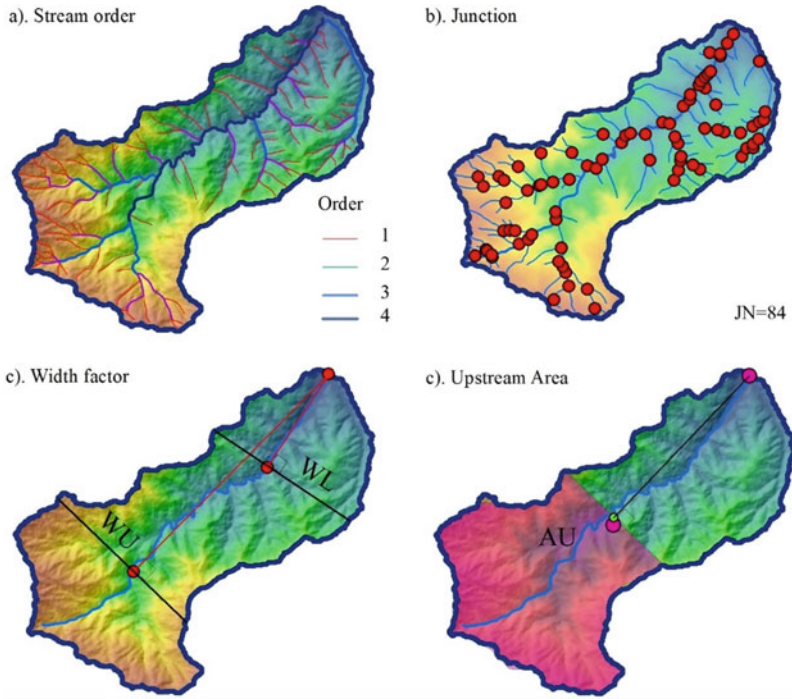 a). Stream order
b). Junction
Order
1
2
3
4
JN=84
c). Width factor
c). Upstream Area
WL
WU
AU